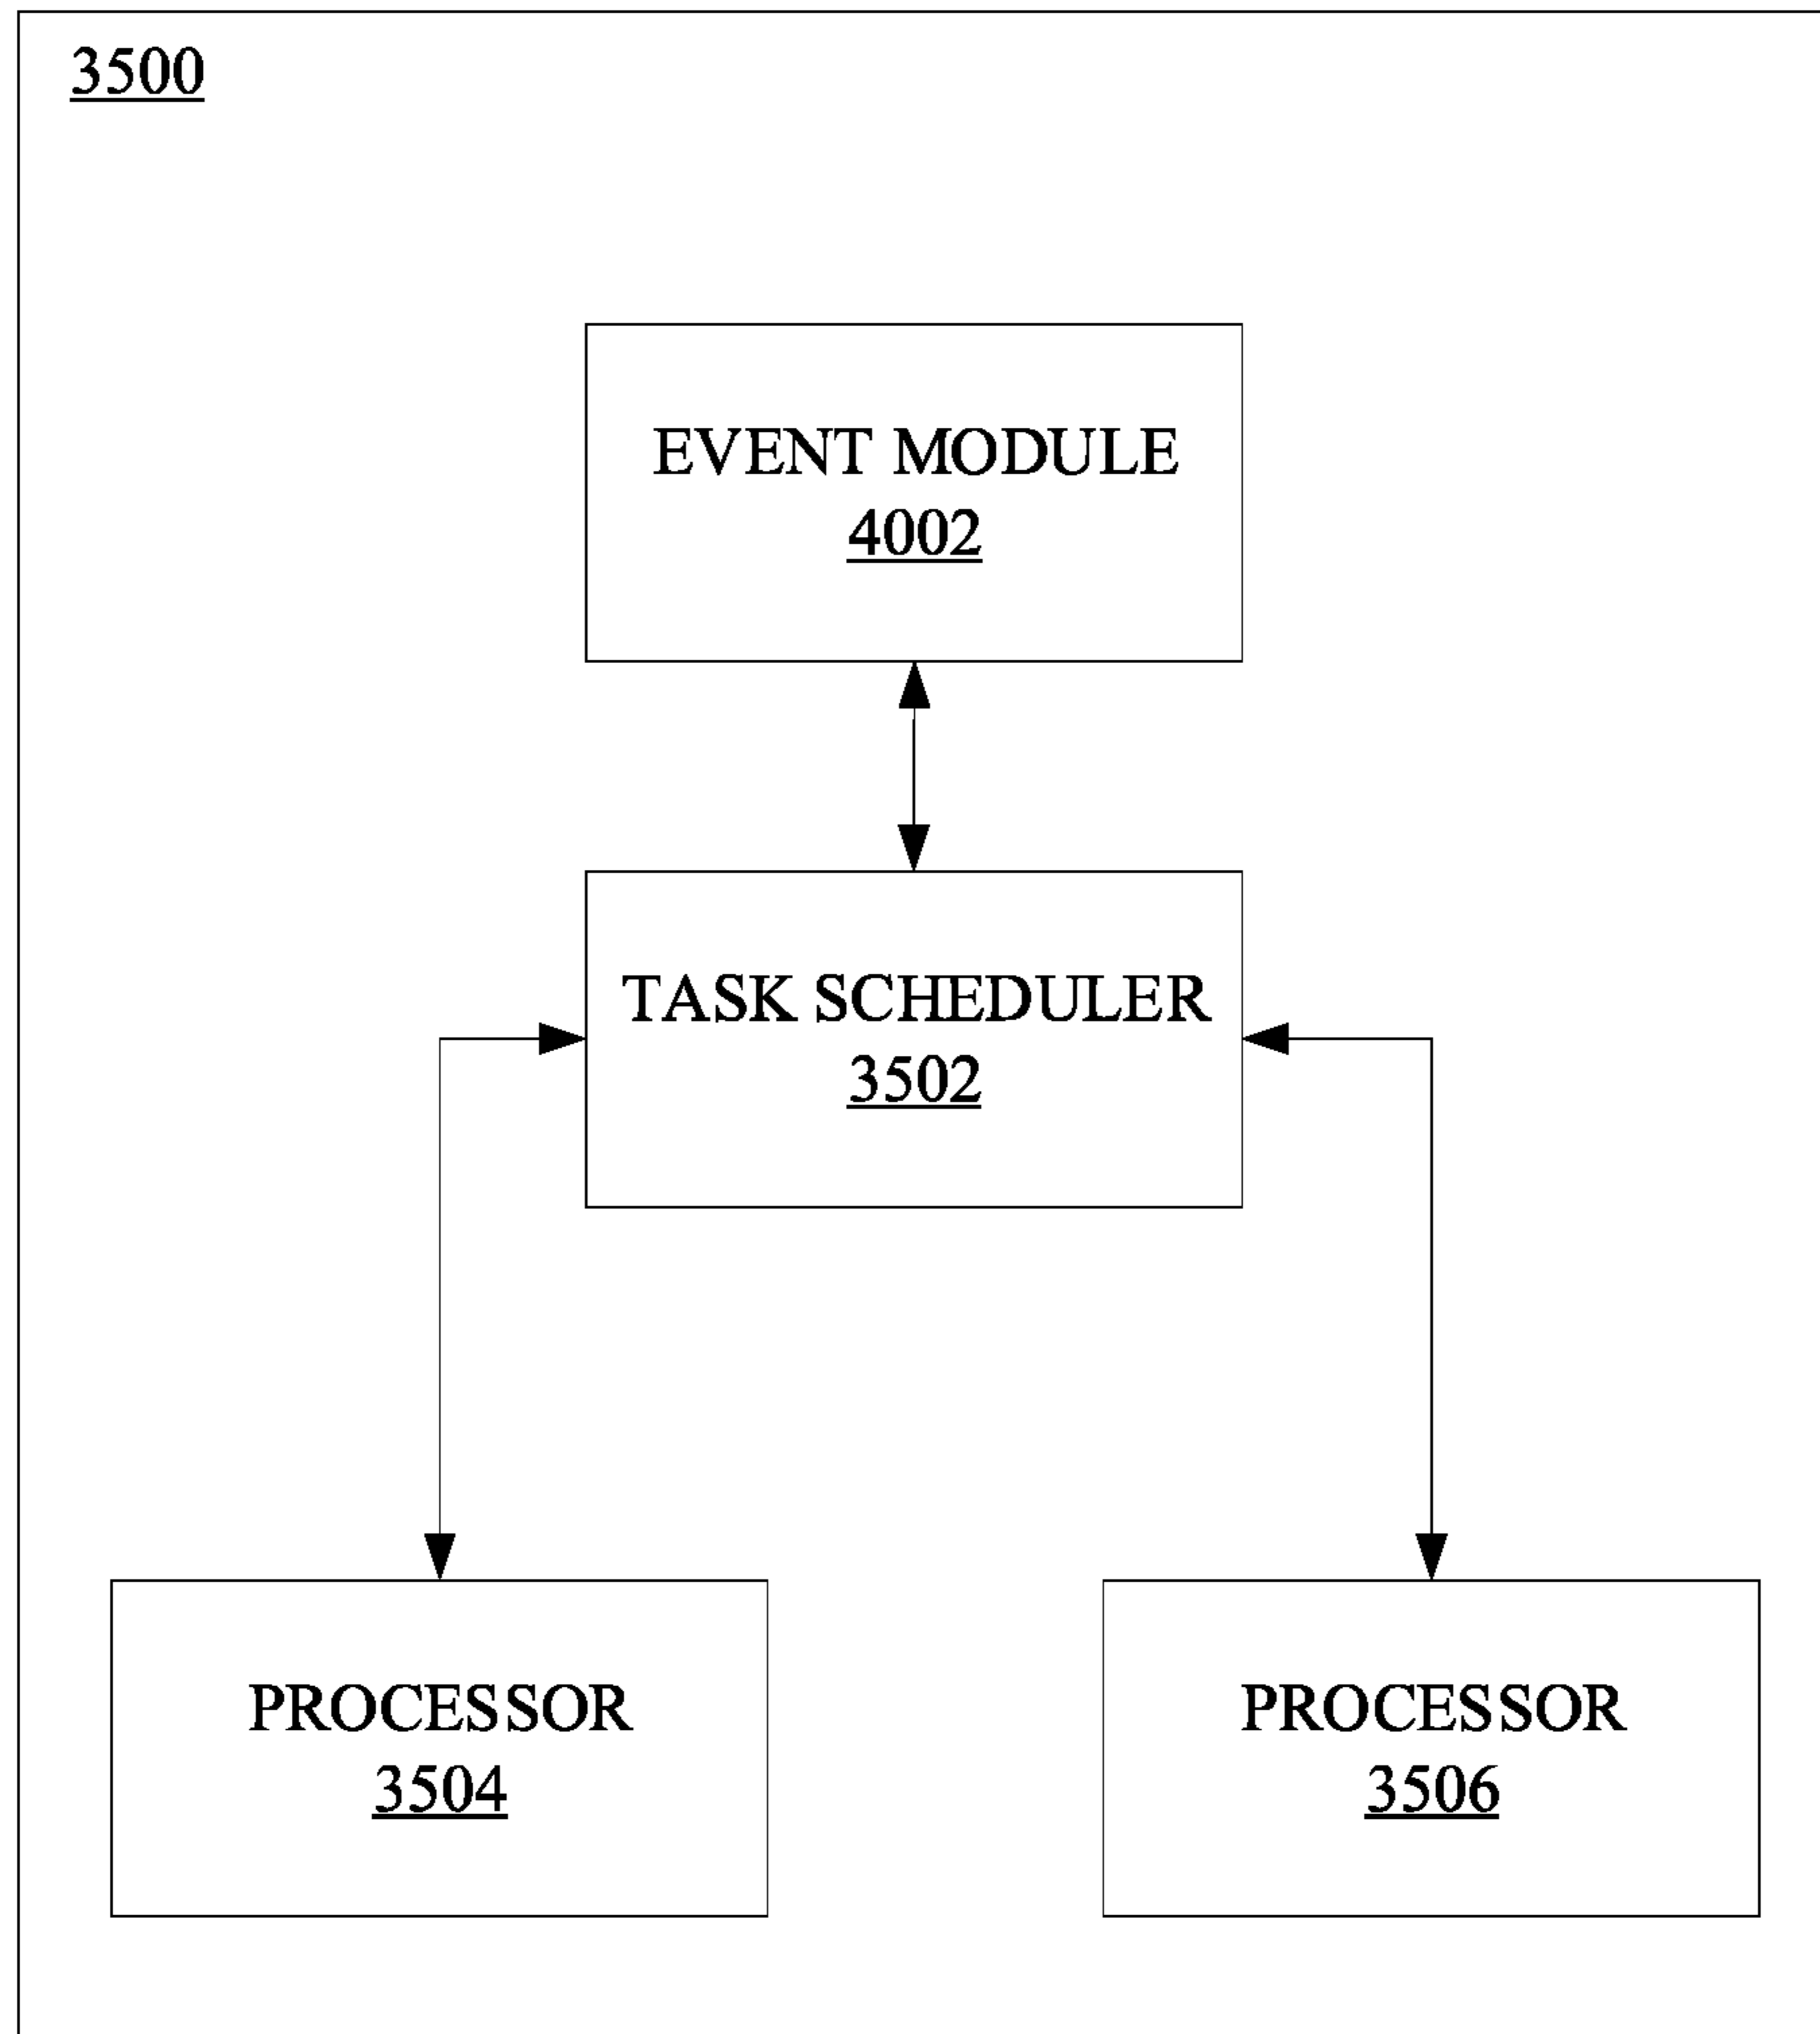 3500
EVENT MODULE
4002
TASK SCHEDULER
3502
PROCESSOR
3504
PROCESSOR
3506